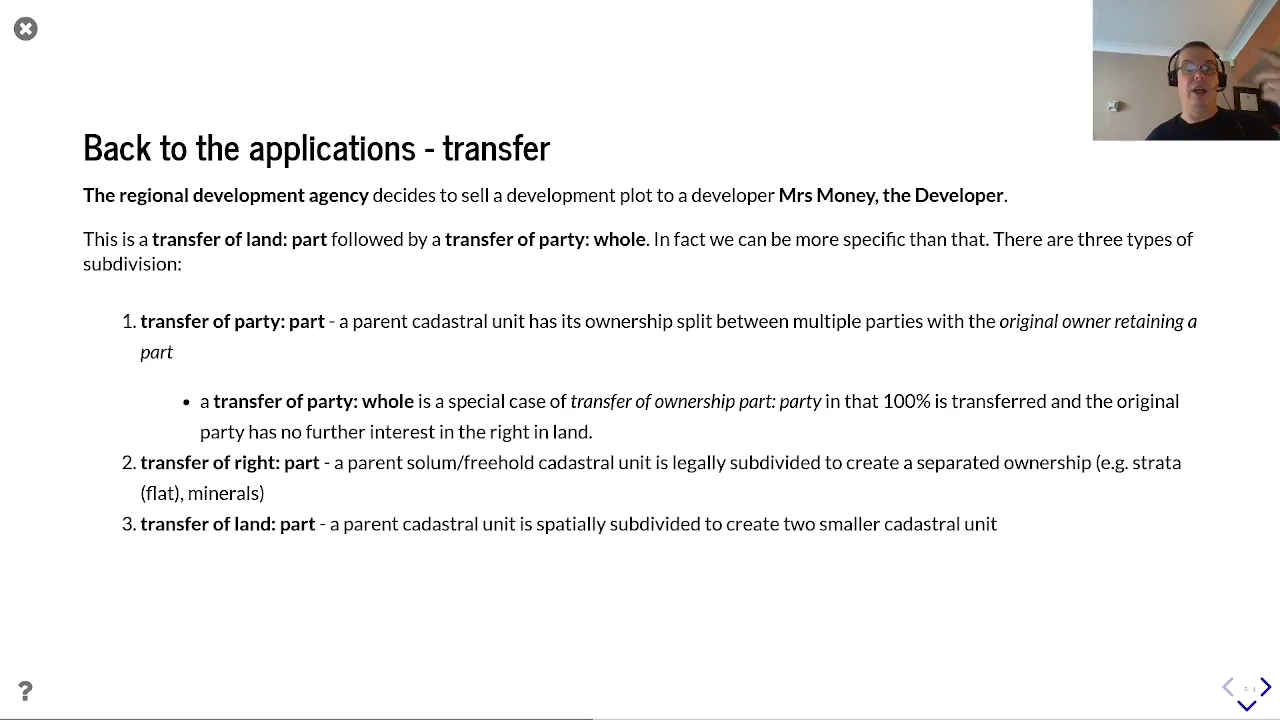 Back to the applications - transfer
The regional development agency decides to sell a development plot to a developer Mrs Money, the Developer.
This is a transfer of land: part followed by a transfer of party: whole. In fact we can be more specific than that. There are three types of
subdivision:
1. transfer of party: part - a parent cadastral unit has its ownership split between multiple parties with the original owner retaining a
part
• a transfer of party: whole is a special case of transfer of ownership part: party in that 100% is transferred and the original
party has no further interest in the right in land.
2. transfer of right: part - a parent solum/freehold cadastral unit is legally subdivided to create a separated ownership (e.g. strata
(flat), minerals)
3. transfer of land: part - a parent cadastral unit is spatially subdivided to create two smaller cadastral unit
?